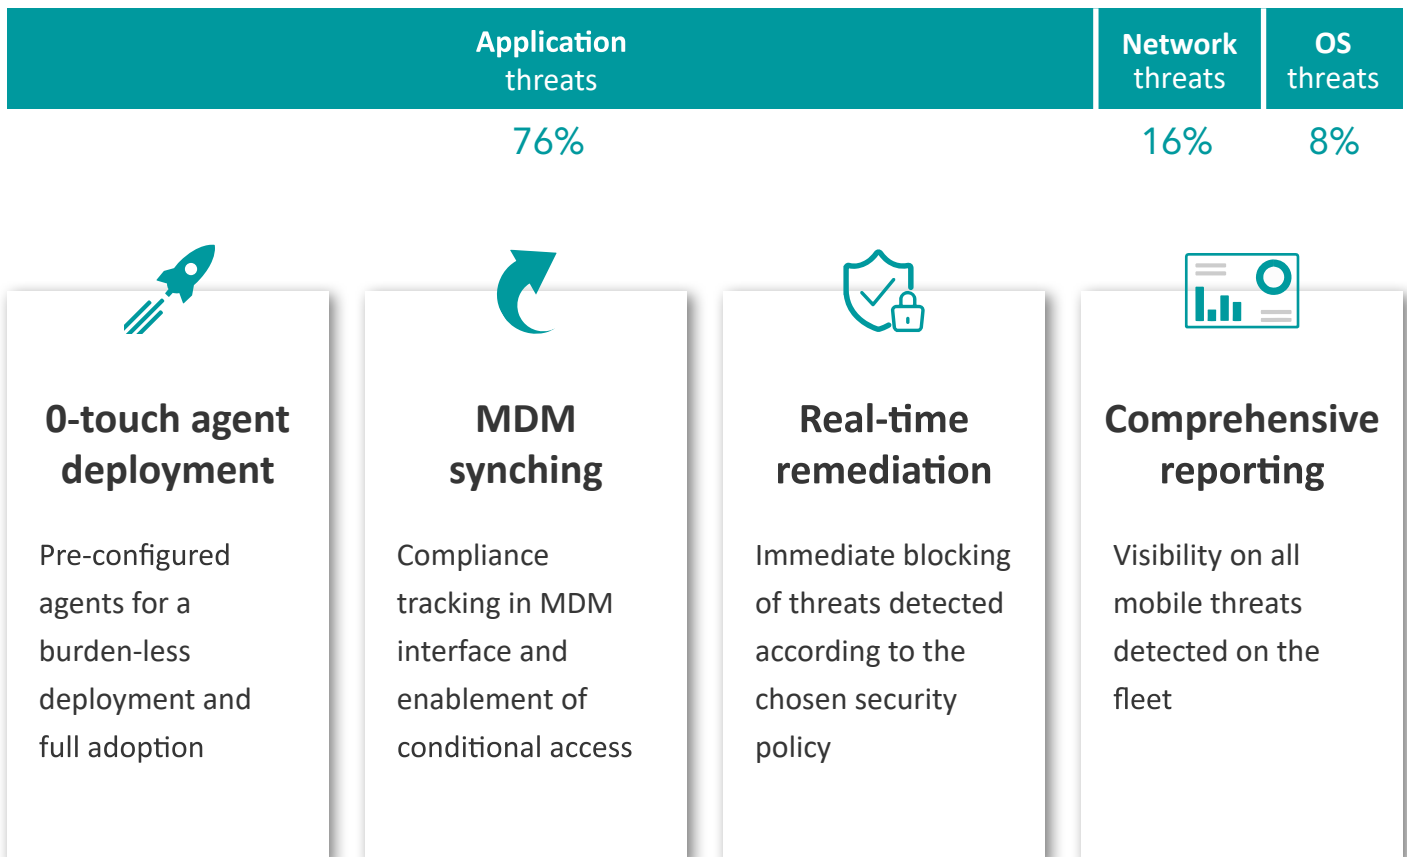 Application
threats
Network
threats
OS
threats
76%
16%
8%
0-touch agent
deployment
Pre-configured
agents for a
burden-less
deployment and
full adoption
MDM
synching
Compliance
tracking in MDM
interface and
enablement of
conditional access
Real-time
remediation
Immediate blocking
of threats detected
according to the
chosen security
policy
Comprehensive
reporting
Visibility on all
mobile threats
detected on the
fleet